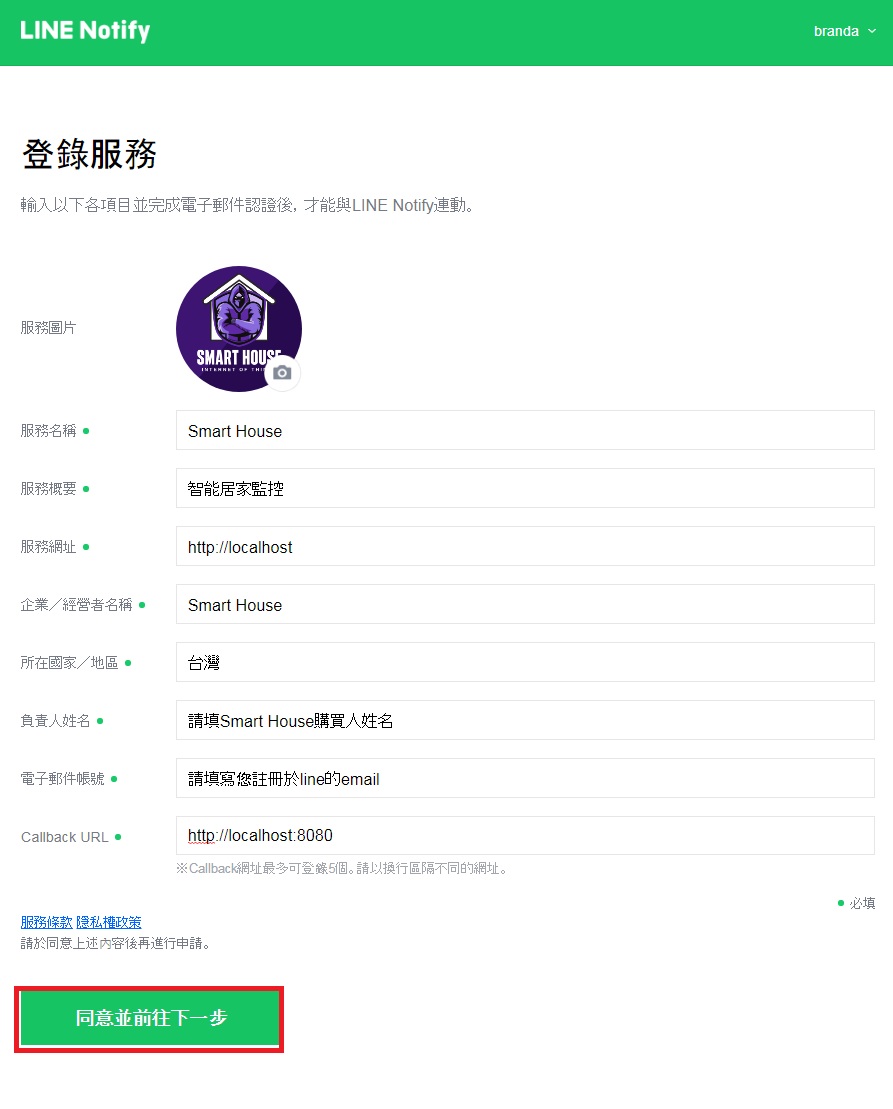 LINE Notify
branda
登錄服務
輸入以下各項目並完成電子郵件認證後，才能與LINE Notify連動。
服務圖片
SMART HOUSE
INTERNET OF THI
服務名稱
Smart House
服務概要
智能居家監控
服務網址
http://localhost
企業／經營者名稱
Smart House
所在國家／地區
台灣
負責人姓名
請填Smart House購買人姓名
電子郵件帳號
請填寫您註冊於line的email
Callback URL
http://localhost:8080
※Callback網址最多可登錄5個。請以換行區隔不同的網址。
必填
服務條款 隱私權政策
請於同意上述內容後再進行申請。
同意並前往下一步